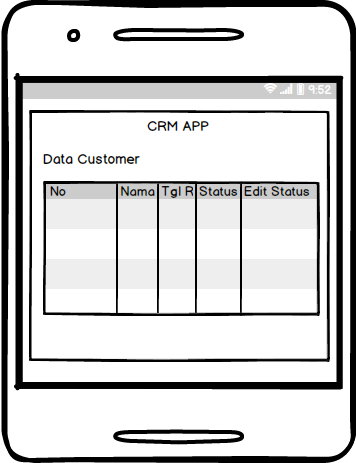 9:52
CRM APP
Data Customer
No Nama Tgl R Status Edit Status